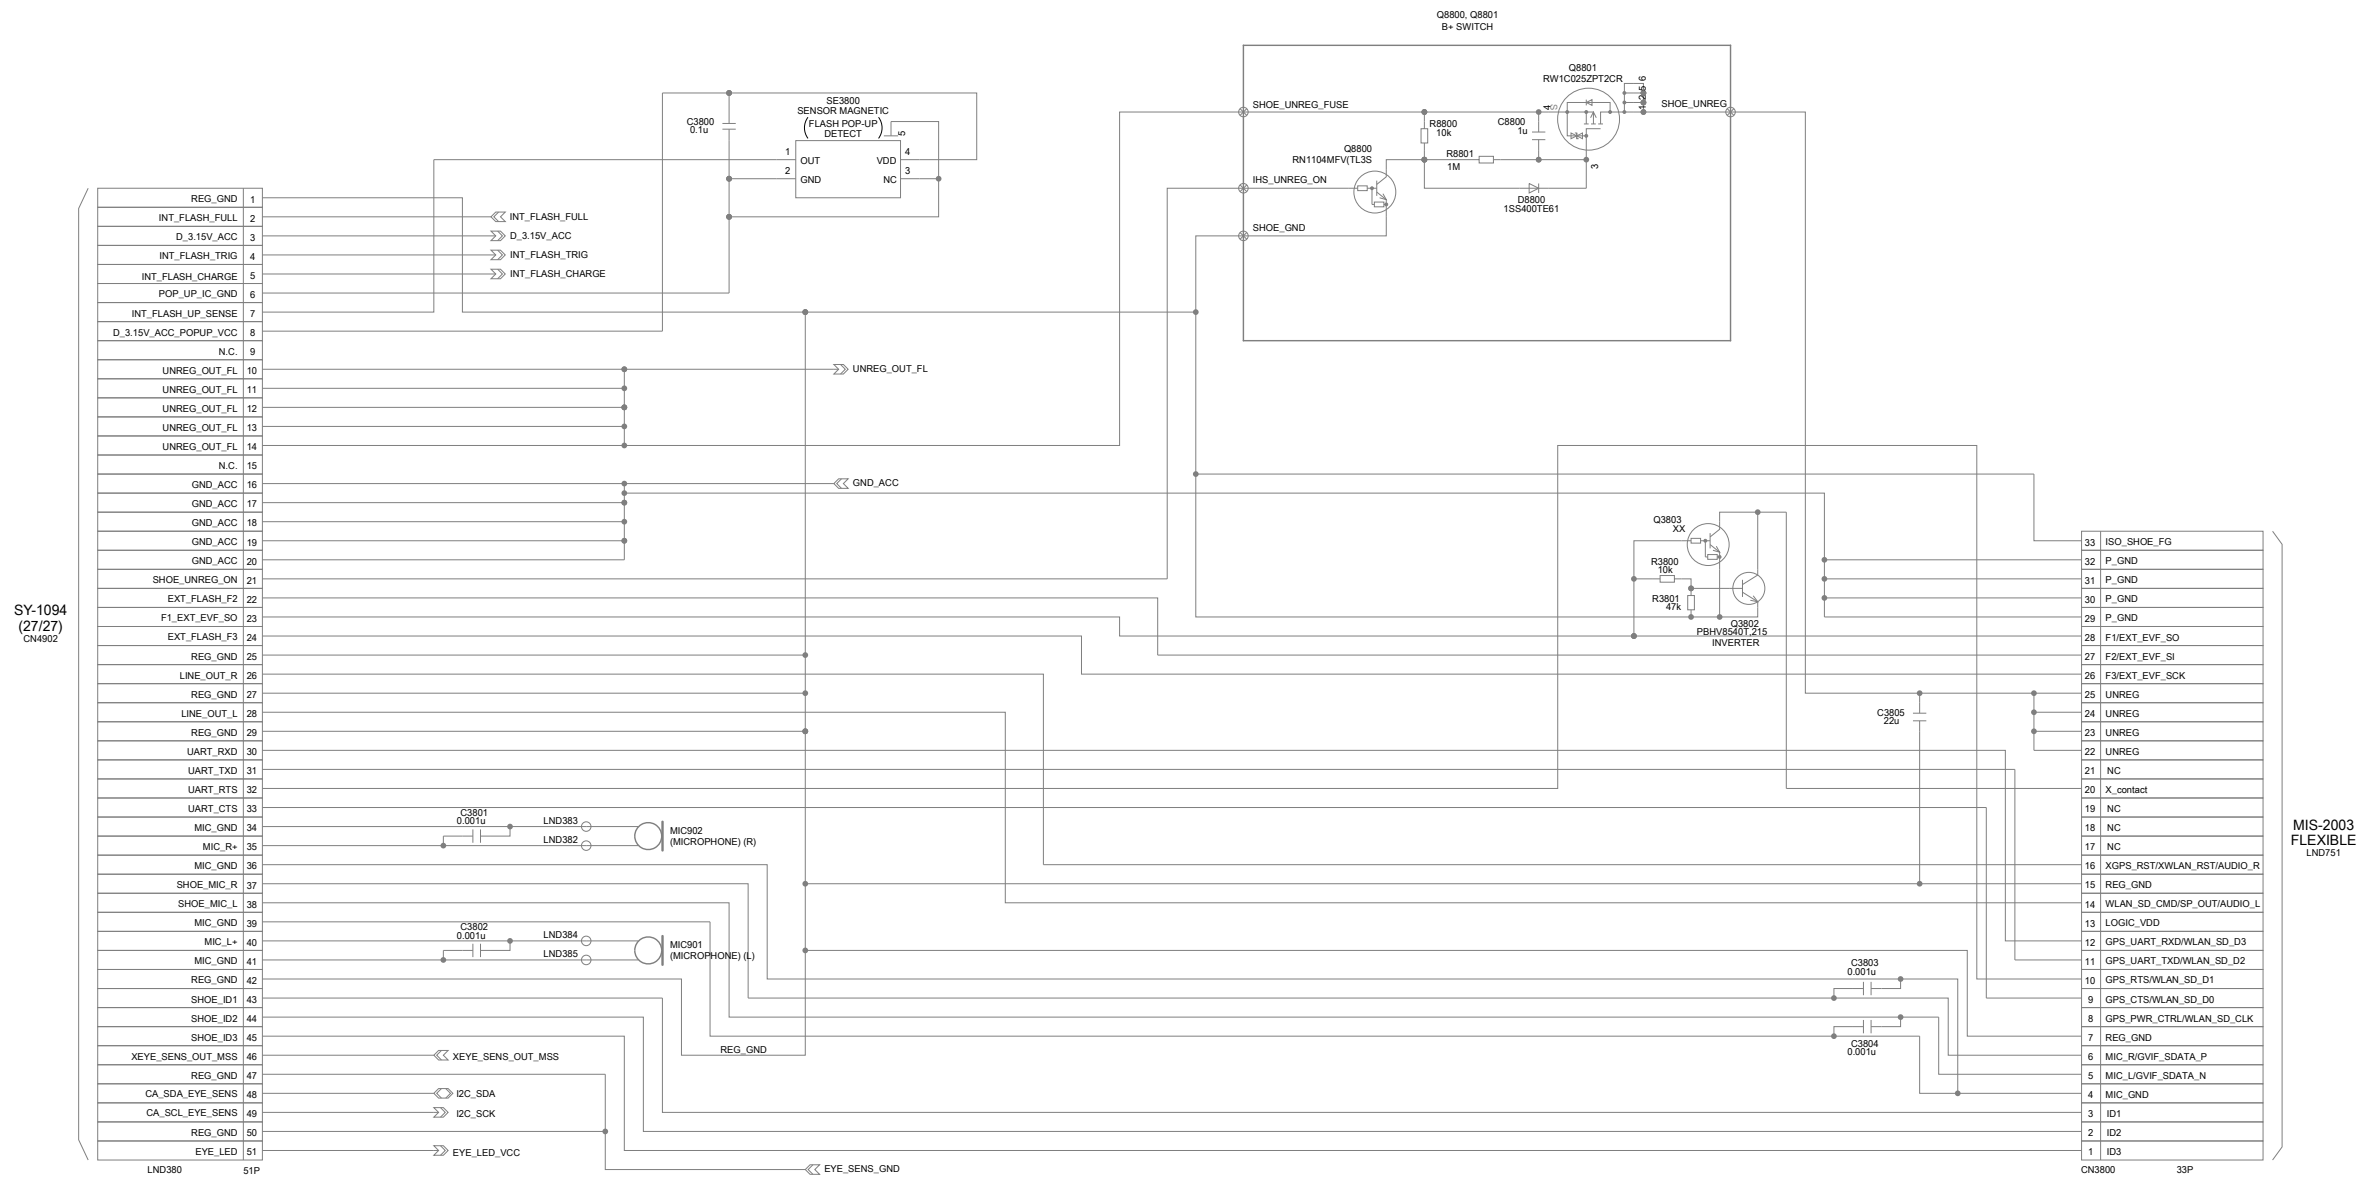 Q8800, Q8801
B+ SWITCH
Q8801
RW1C025ZPT2CR
SHOE_UNREG_FUSE
4
S
1 2 5 6
SHOE_UNREG
R8800
10k
C8800
1u
Q8800
RN1104MFV(TL3S
R8801
1M
3
IHS_UNREG_ON
D8800
1SS400TE61
SHOE_GND
SE3800
SENSOR MAGNETIC
(FLASH POP-UP)
DETECT
C3800
0.1u
5
1 OUT
VDD 4
2 GND
NC 3
REG_GND 1
INT_FLASH_FULL 2
INT_FLASH_FULL
D_3.15V_ACC 3
D_3.15V_ACC
INT_FLASH_TRIG 4
INT_FLASH_TRIG
INT_FLASH_CHARGE 5
INT_FLASH_CHARGE
POP_UP_IC_GND 6
INT_FLASH_UP_SENSE 7
D_3.15V_ACC_POPUP_VCC 8
N.C. 9
UNREG_OUT_FL 10
UNREG_OUT_FL
UNREG_OUT_FL 11
UNREG_OUT_FL 12
UNREG_OUT_FL 13
UNREG_OUT_FL 14
N.C. 15
GND_ACC 16
GND_ACC
GND_ACC 17
GND_ACC 18
GND_ACC 19
GND_ACC 20
SHOE_UNREG_ON 21
EXT_FLASH_F2 22
F1_EXT_EVF_SO 23
EXT_FLASH_F3 24
REG_GND 25
LINE_OUT_R 26
REG_GND 27
LINE_OUT_L 28
REG_GND 29
UART_RXD 30
UART_TXD 31
UART_RTS 32
UART_CTS 33
MIC_GND 34
MIC_R+ 35
MIC_GND 36
SHOE_MIC_R 37
SHOE_MIC_L 38
MIC_GND 39
MIC_L+ 40
MIC_GND 41
REG_GND 42
SHOE_ID1 43
SHOE_ID2 44
SHOE_ID3 45
XEYE_SENS_OUT_MSS 46
XEYE_SENS_OUT_MSS
REG_GND 47
CA_SDA_EYE_SENS 48
I2C_SDA
CA_SCL_EYE_SENS 49
I2C_SCK
REG_GND 50
EYE_LED 51
EYE_LED_VCC
EYE_SENS_GND
LND380
51P
SY-1094
(27/27)
CN4902
C3801
0.001u
LND383
LND382
MIC902
(MICROPHONE) (R)
C3802
0.001u
LND384
LND385
MIC901
(MICROPHONE) (L)
REG_GND
Q3803
XX
R3800
10k
R3801
47k
Q3802
PBHV8540T,215
INVERTER
C3805
22u
C3803
0.001u
C3804
0.001u
33 ISO_SHOE_FG
32 P_GND
31 P_GND
30 P_GND
29 P_GND
28 F1/EXT_EVF_SO
27 F2/EXT_EVF_SI
26 F3/EXT_EVF_SCK
25 UNREG
24 UNREG
23 UNREG
22 UNREG
21 NC
20 X_contact
19 NC
18 NC
17 NC
16 XGPS_RST/XWLAN_RST/AUDIO_R
15 REG_GND
14 WLAN_SD_CMD/SP_OUT/AUDIO_L
13 LOGIC_VDD
12 GPS_UART_RXD/WLAN_SD_D3
11 GPS_UART_TXD/WLAN_SD_D2
10 GPS_RTS/WLAN_SD_D1
9 GPS_CTS/WLAN_SD_D0
8 GPS_PWR_CTRL/WLAN_SD_CLK
7 REG_GND
6 MIC_R/GVIF_SDATA_P
5 MIC_L/GVIF_SDATA_N
4 MIC_GND
3 ID1
2 ID2
1 ID3
CN3800
33P
MIS-2003
FLEXIBLE
LND751